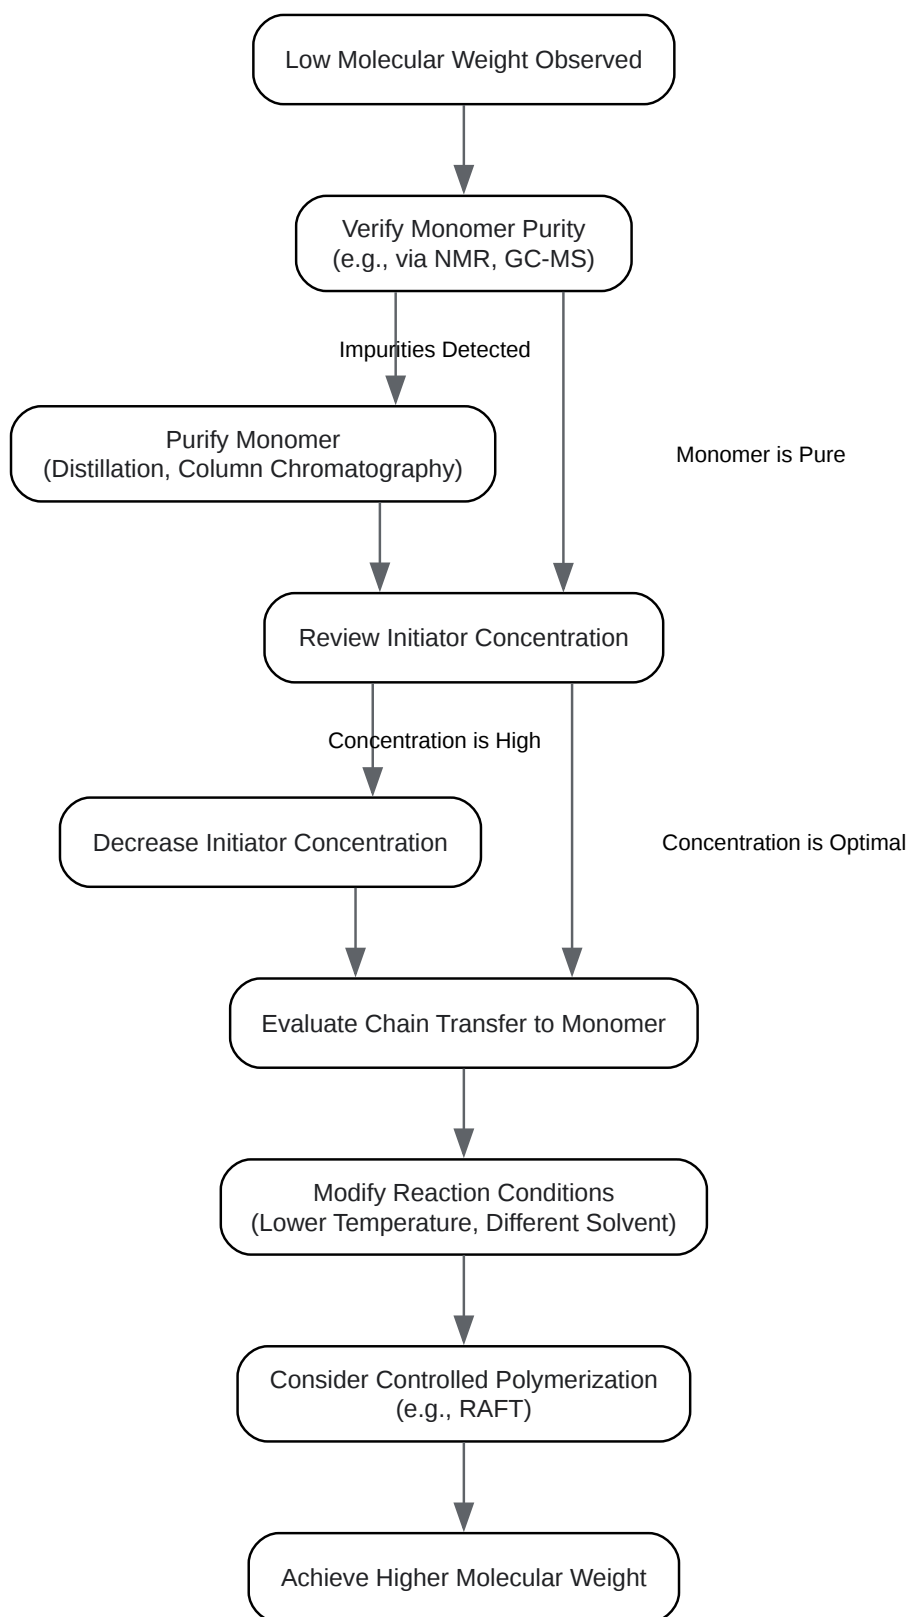 Low Molecular Weight Observed
Verify Monomer Purity
(e.g., via NMR, GC-MS)
Impurities Detected
Purify Monomer
(Distillation, Column Chromatography)
Monomer is Pure
Review Initiator Concentration
Concentration is High
Decrease Initiator Concentration
Concentration is Optimal
Evaluate Chain Transfer to Monomer
Modify Reaction Conditions
(Lower Temperature, Different Solvent)
Consider Controlled Polymerization
(e.g., RAFT)
Achieve Higher Molecular Weight